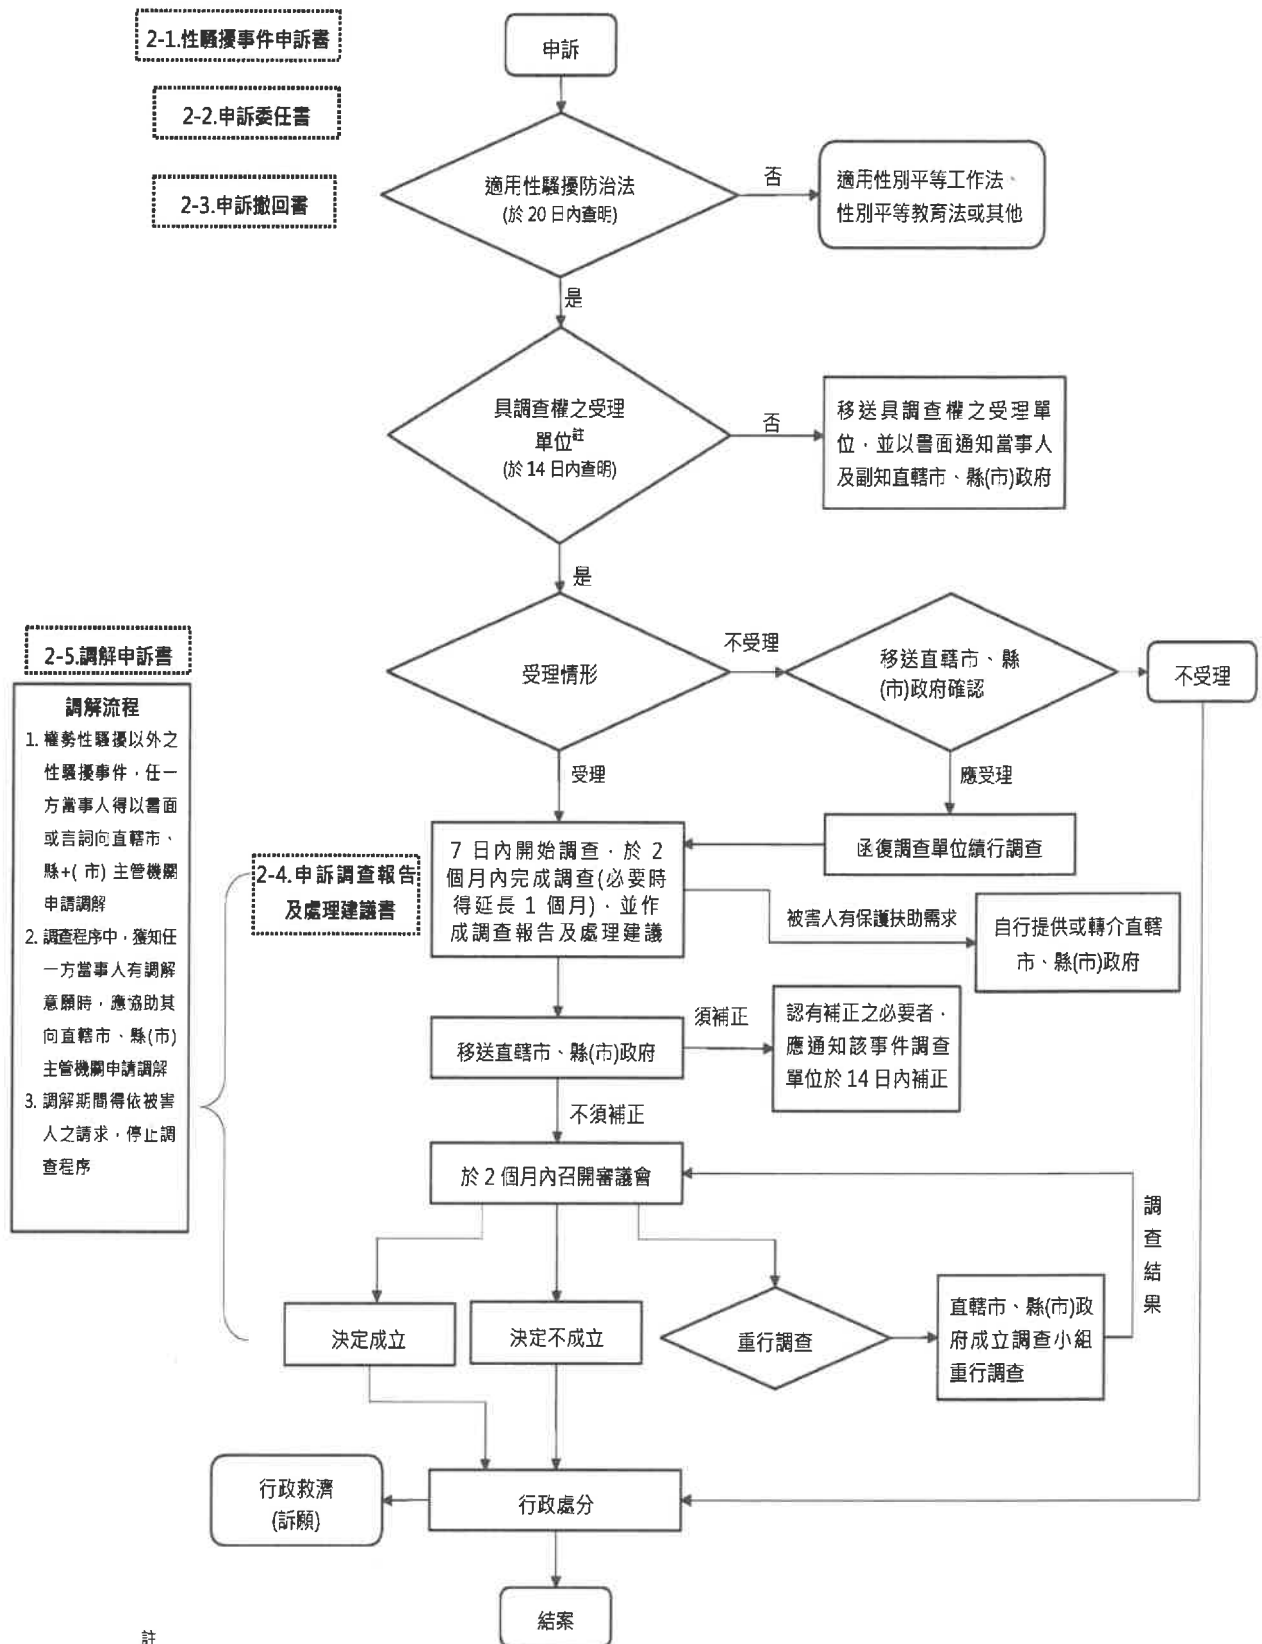 2-1.性騷擾事件申訴書
申訴
2-2.申訴委任書
2-3.申訴撤回書
適用性騷擾防治法
(於 20 日內查明)
否
適用性別平等工作法、
性別平等教育法或其他
是
具調查權之受理
單位註
(於 14 日內查明)
否
移送具調查權之受理單
位，並以書面通知當事人
及副知直轄市、縣(市)政府
是
受理情形
不受理
移送直轄市、縣
(市)政府確認
不受理
受理
應受理
函復調查單位續行調查
2-5.調解申訴書
調解流程
1. 權勢性騷擾以外之
性騷擾事件，任一
方當事人得以書面
或言詞向直轄市、
縣+( 市) 主管機關
申請調解
2. 調查程序中，獲知任
一方當事人有調解
意願時，應協助其
向直轄市、縣(市)
主管機關申請調解
3. 調解期間得依被害
人之請求，停止調
查程序
2-4.申訴調查報告
及處理建議書
7 日內開始調查，於 2
個月內完成調查(必要時
得延長 1 個月)，並作
成調查報告及處理建議
被害人有保護扶助需求
自行提供或轉介直轄
市、縣(市)政府
移送直轄市、縣(市)政府
須補正
認有補正之必要者，
應通知該事件調查
單位於 14 日內補正
不須補正
於 2 個月內召開審議會
調查結果
決定成立
決定不成立
重行調查
直轄市、縣(市)政
府成立調查小組
重行調查
行政救濟
(訴願)
行政處分
結案
註